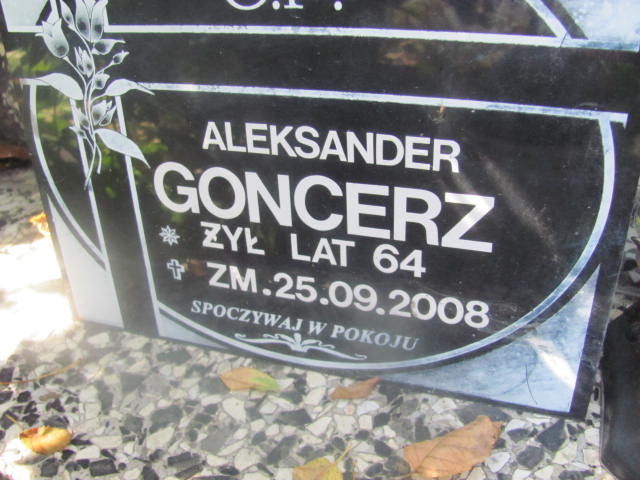 Ś.P.
ALEKSANDER
GONCERZ
ŻYŁ LAT 64
ZM. 25.09.2008
SPOCZYWAJ W POKOJU